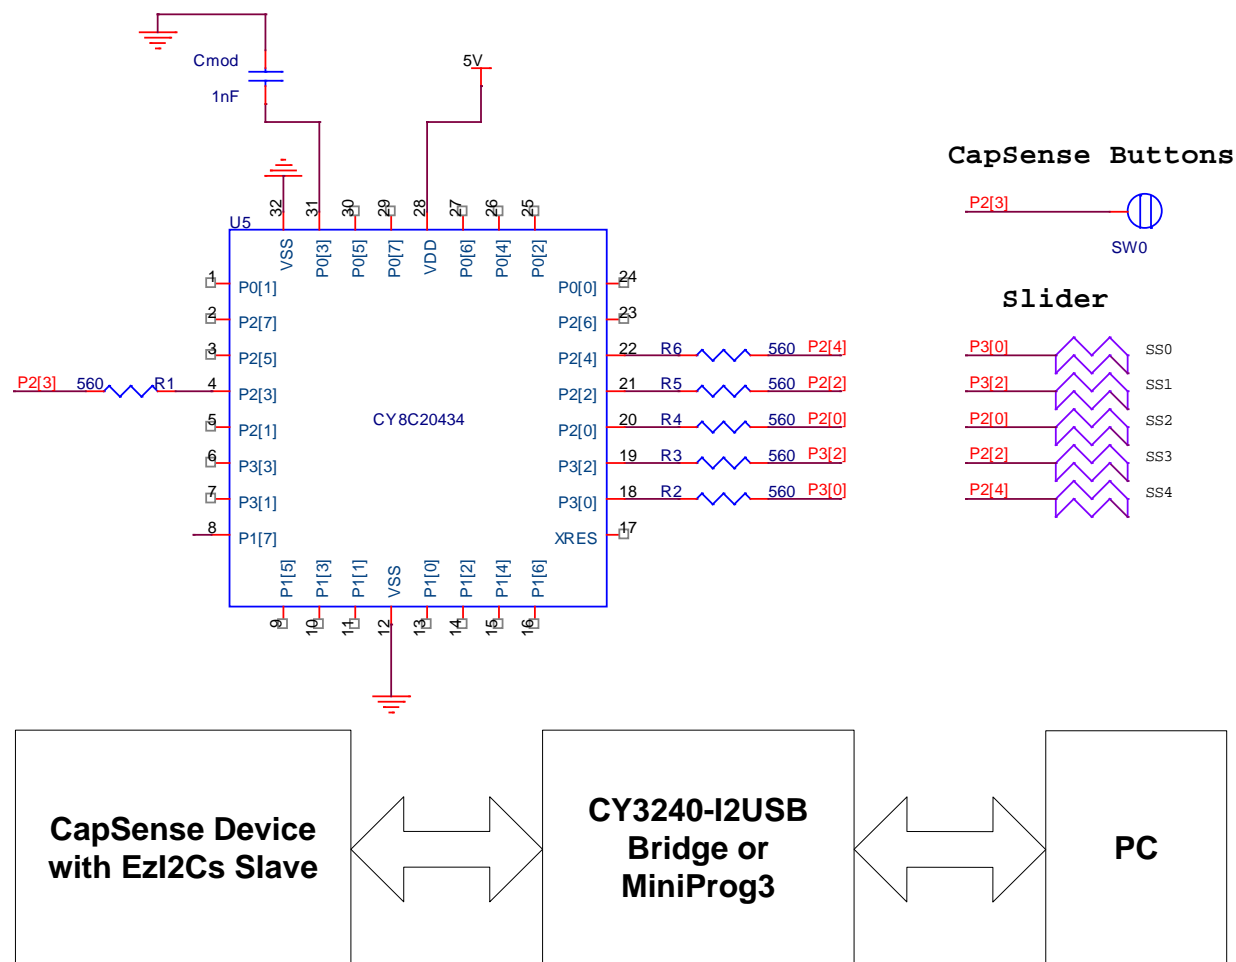 Cmod
1nF
5V
CapSense Buttons
P2[3]
SW0
Slider
P3[0] SS0
P3[2] SS1
P2[0] SS2
P2[2] SS3
P2[4] SS4
U5
32 31 30 29 28 27 26 25
VSS P0[3] P0[5] P0[7] VDD P0[6] P0[4] P0[2]
1 P0[1] P0[0] 24
2 P2[7] P2[6] 23
3 P2[5] P2[4] 22 R6 560 P2[4]
P2[3] 560 R1 4 P2[3] P2[2] 21 R5 560 P2[2]
5 P2[1] CY8C20434 P2[0] 20 R4 560 P2[0]
6 P3[3] P3[2] 19 R3 560 P3[2]
7 P3[1] P3[0] 18 R2 560 P3[0]
8 P1[7] XRES 17
P1[5] P1[3] P1[1] VSS P1[0] P1[2] P1[4] P1[6]
9 10 11 12 13 14 15 16
CapSense Device
with EzI2Cs Slave
CY3240-I2USB
Bridge or
MiniProg3
PC